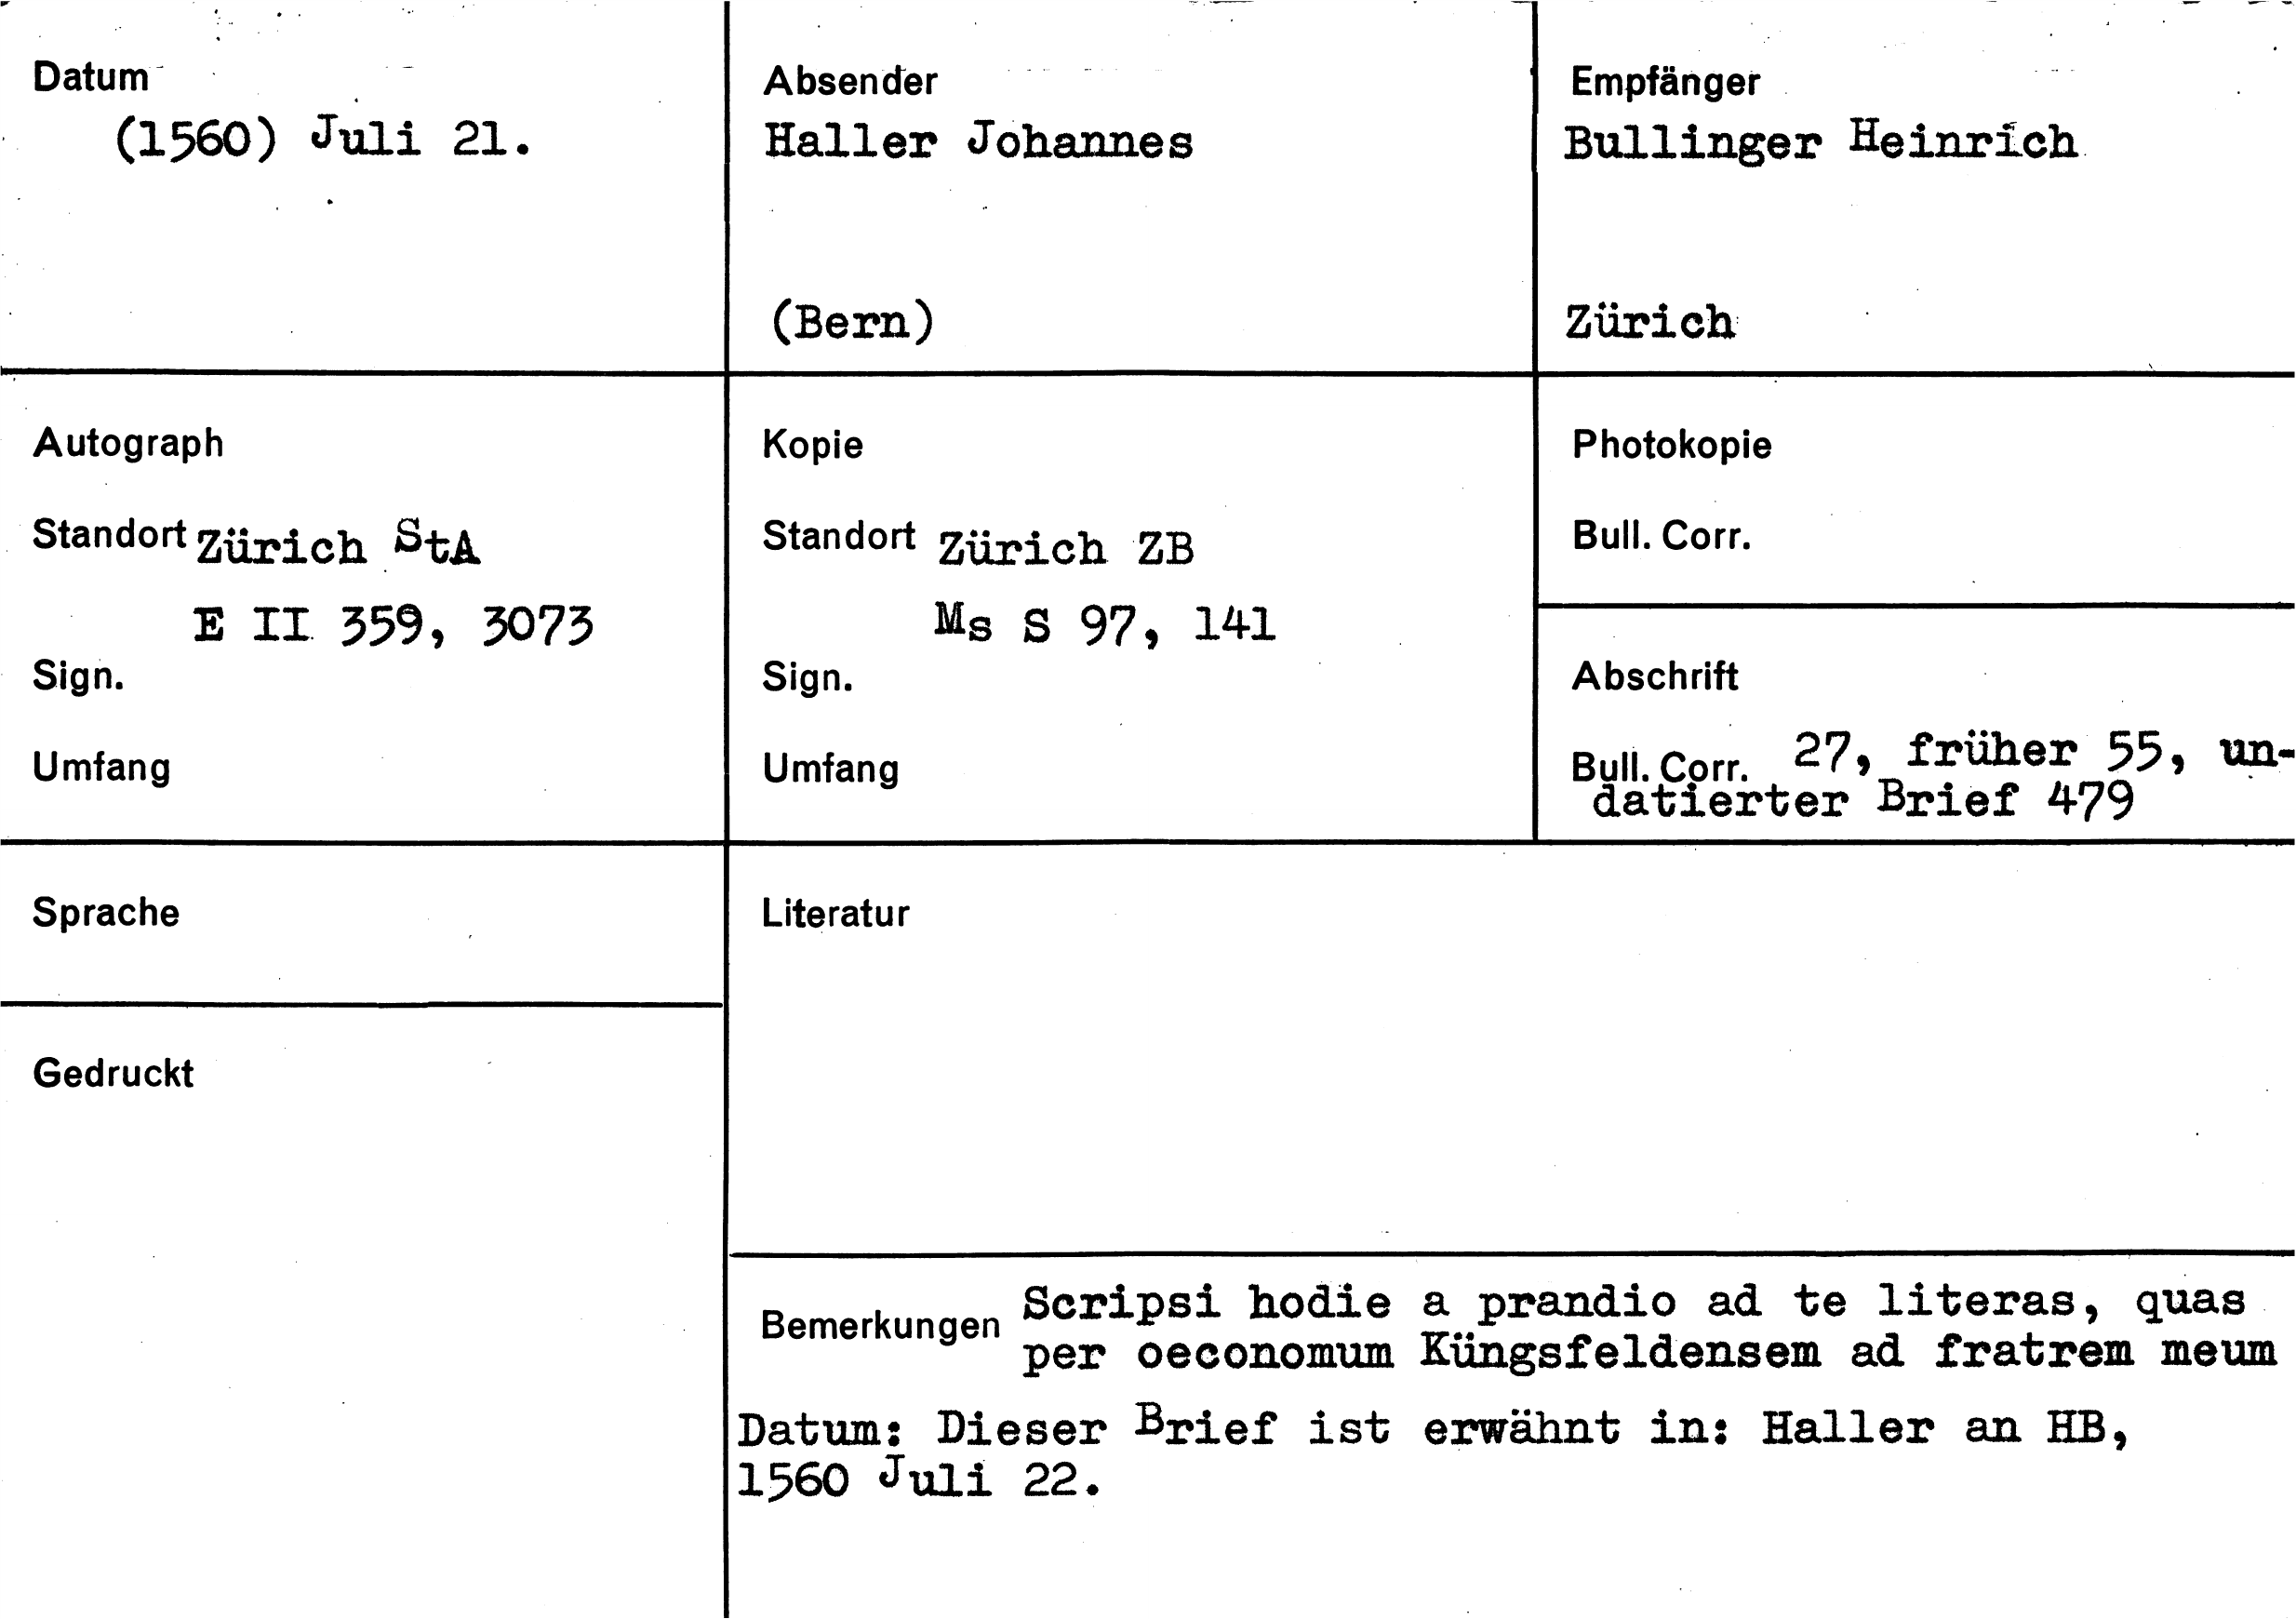 Datum
(1560) Juli 21.
Absender
Haller Johannes
(Bern)
Empfänger
Bullinger Heinrich
Zürich
Autograph
Standort Zürich StA
E II 359, 3073
Sign.
Umfang
Kopie
Standort Zürich ZB
Ms S 97, 141
Sign.
Umfang
Photokopie
Bull. Corr.
Abschrift
Bull. Corr. 27, früher 55, un-
datierter Brief 479
Sprache
Gedruckt
Literatur
Bemerkungen Scripsi hodie a prandio ad te literas, quas
per oeconomum Küngsfeldensem ad fratrem meum
Datum: Dieser Brief ist erwähnt in: Haller an HB,
1560 Juli 22.